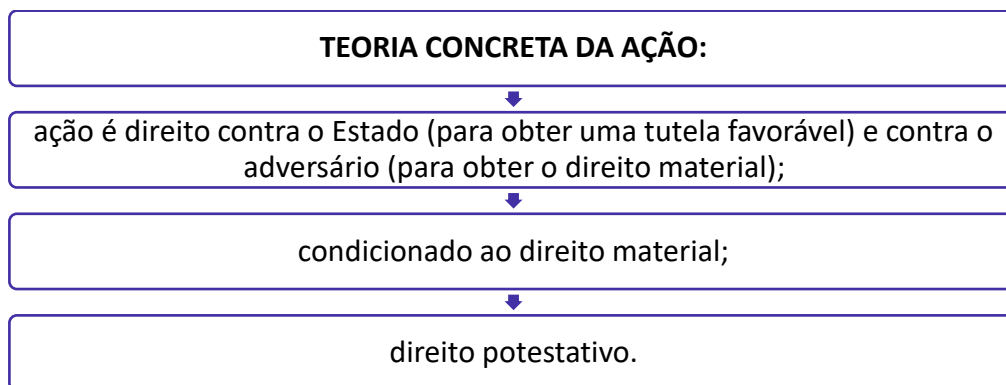 TEORIA CONCRETA DA AÇÃO:
ação é direito contra o Estado (para obter uma tutela favorável) e contra o
adversário (para obter o direito material);
condicionado ao direito material;
direito potestativo.